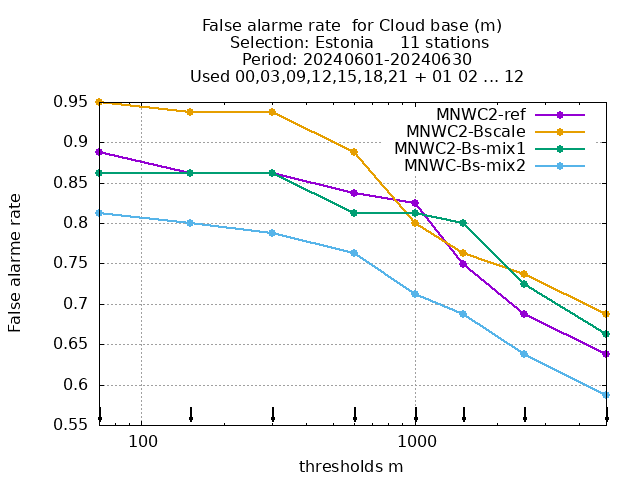 False alarme rate  for Cloud base (m)
Selection: Estonia     11 stations
Period: 20240601-20240630
Used 00,03,09,12,15,18,21 + 01 02 ... 12
MNWC2-ref
MNWC2-Bscale
MNWC2-Bs-mix1
MNWC-Bs-mix2
False alarme rate
0.95
0.9
0.85
0.8
0.75
0.7
0.65
0.6
0.55
100
1000
thresholds m